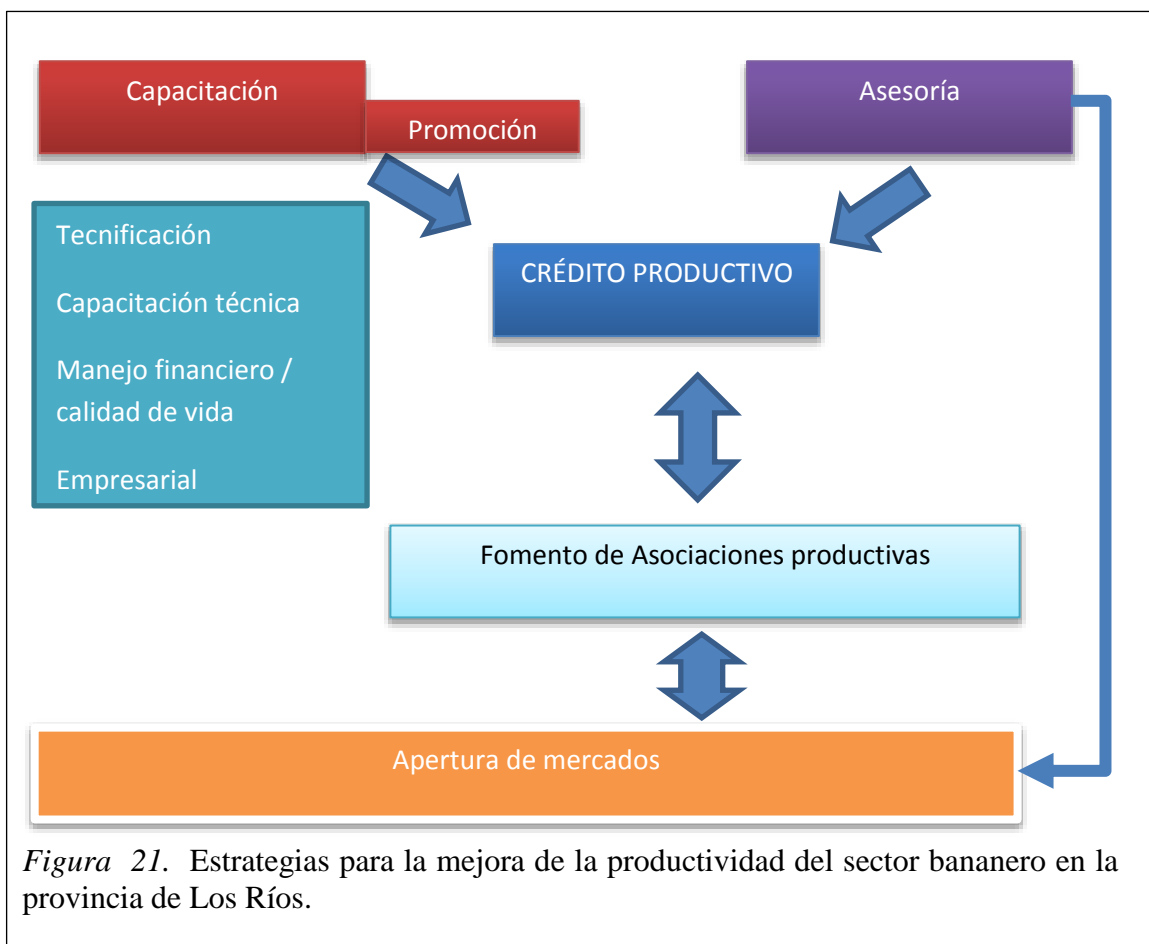 Capacitación
Promoción
Asesoría
Tecnificación
Capacitación técnica
Manejo financiero /
calidad de vida
Empresarial
CRÉDITO PRODUCTIVO
Fomento de Asociaciones productivas
Apertura de mercados
Figura 21. Estrategias para la mejora de la productividad del sector bananero en la
provincia de Los Ríos.